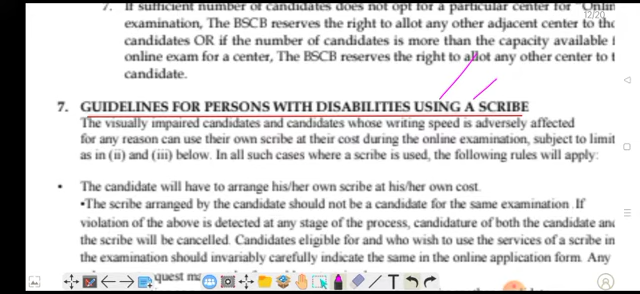 7. If sufficient number of candidates does not opt for a particular center for "Onlin
12/20
examination, The BSCB reserves the right to allot any other adjacent center to tho
candidates OR if the number of candidates is more than the capacity available f
online exam for a center, The BSCB reserves the right to allot any other center to t
candidate.
7. GUIDELINES FOR PERSONS WITH DISABILITIES USING A SCRIBE
The visually impaired candidates and candidates whose writing speed is adversely affected
for any reason can use their own scribe at their cost during the online examination, subject to limit
as in (ii) and (iii) below. In all such cases where a scribe is used, the following rules will apply:
• The candidate will have to arrange his/her own scribe at his/her own cost.
•The scribe arranged by the candidate should not be a candidate for the same examination. If
violation of the above is detected at any stage of the process, candidature of both the candidate and
the scribe will be cancelled. Candidates eligible for and who wish to use the services of a scribe in
the examination should invariably carefully indicate the same in the online application form. Any
quest ma